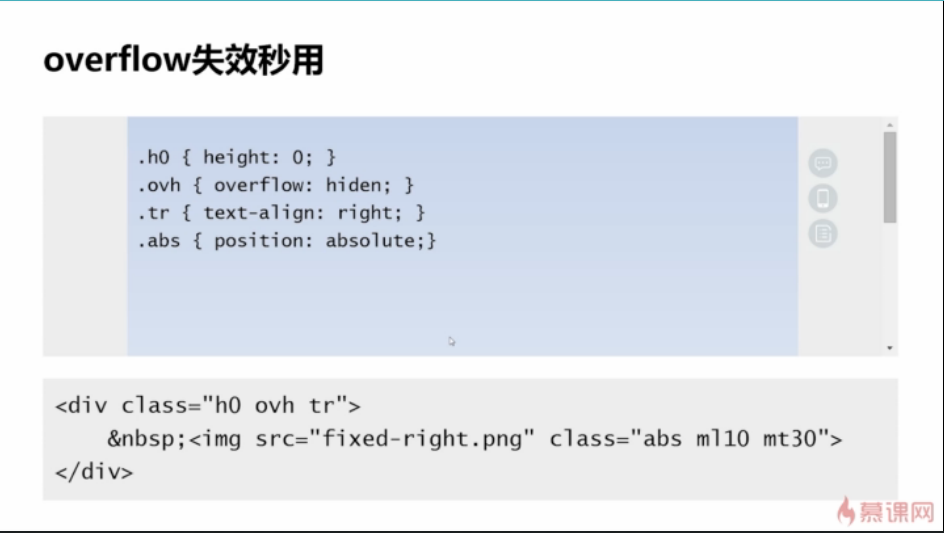 overflow失效秒用
.h0 { height: 0; }
.ovh { overflow: hiden; }
.tr { text-align: right; }
.abs { position: absolute;}
<div class="h0 ovh tr">
&nbsp;<img src="fixed-right.png" class="abs ml10 mt30">
</div>
慕课网